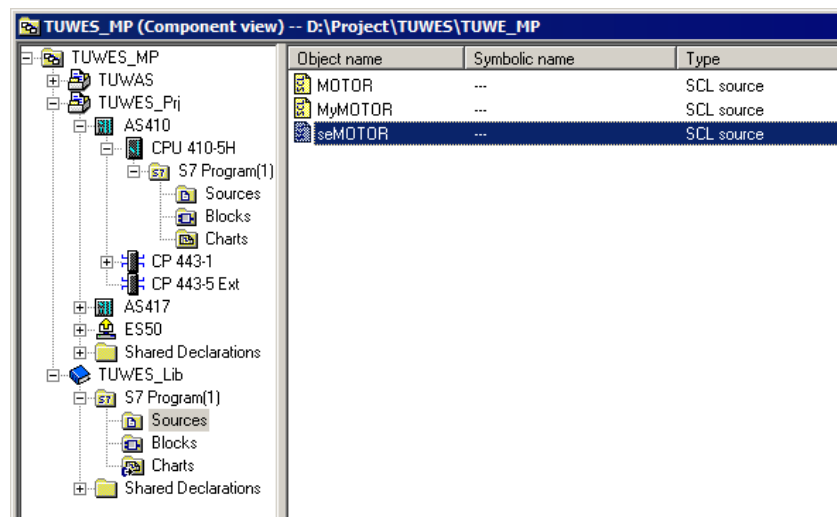 TUWES_MP (Component view) -- D:\Project\TUWES\TUWE_MP
TUWES_MP
TUWAS
TUWES_Prj
AS410
CPU 410-5H
S7 Program(1)
Sources
Blocks
Charts
CP 443-1
CP 443-5 Ext
AS417
ES50
Shared Declarations
TUWES_Lib
S7 Program(1)
Sources
Blocks
Charts
Shared Declarations
Object name Symbolic name Type
MOTOR --- SCL source
MyMOTOR --- SCL source
seMOTOR --- SCL source